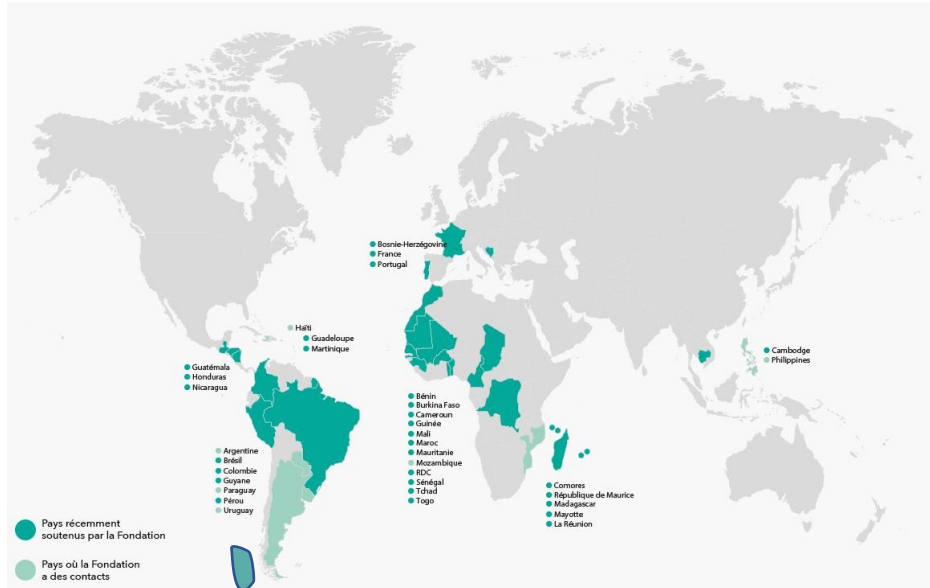 Bosnie-Herzégovine
France
Portugal
Haïti
Guadeloupe
Martinique
Guatémala
Honduras
Nicaragua
Cambodge
Philippines
Argentine
Brésil
Colombie
Guyane
Paraguay
Pérou
Uruguay
Bénin
Burkina Faso
Cameroun
Guinée
Mali
Maroc
Mauritanie
Mozambique
RDC
Sénégal
Tchad
Togo
Comores
République de Maurice
Madagascar
Mayotte
La Réunion
Pays récemment
soutenus par la Fondation
Pays où la Fondation
a des contacts